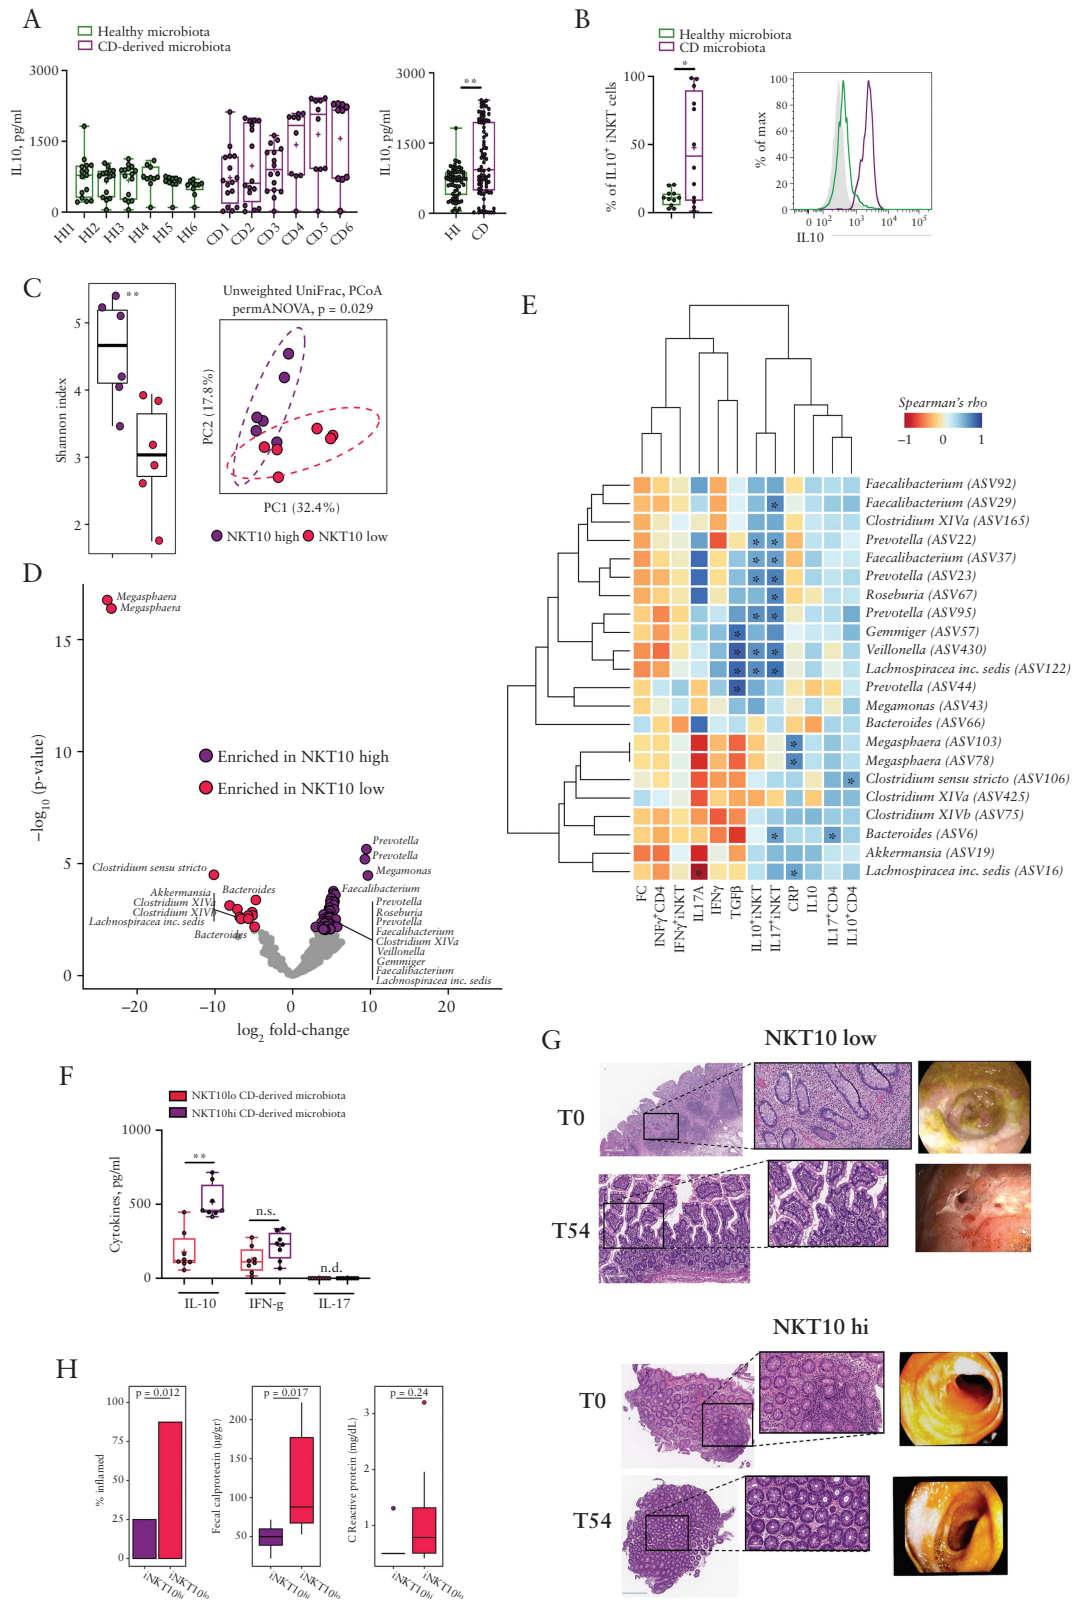 A
Healthy microbiota
CD-derived microbiota
IL10, pg/ml
3000
1500
0
HI1
HI2
HI3
HI4
HI5
HI6
CD1
CD2
CD3
CD4
CD5
CD6
IL10, pg/ml
**
3000
1500
0
HI
CD
B
Healthy microbiota
CD microbiota
% of IL10⁺ iNKT cells
*
100
50
0
% of max
100
80
60
40
20
0
0 10² 10³ 10⁴ 10⁵
IL10
C
Shannon index
**
5
4
3
2
Unweighted UniFrac, PCoA
permANOVA, p = 0.029
PC2 (17.8%)
PC1 (32.4%)
NKT10 high
NKT10 low
D
Megasphaera
Megasphaera
−log₁₀ (p-value)
15
10
5
0
Enriched in NKT10 high
Enriched in NKT10 low
Prevotella
Prevotella
Megamonas
Clostridium sensu stricto
Akkermansia
Bacteroides
Clostridium XIVa
Clostridium XIVb
Lachnospiracea inc. sedis
Bacteroides
Faecalibacterium
Prevotella
Roseburia
Prevotella
Faecalibacterium
Clostridium XIVa
Veillonella
Gemmiger
Faecalibacterium
Lachnospiracea inc. sedis
−20
−10
0
10
20
log₂ fold-change
E
Spearman's rho
−1 0 1
Faecalibacterium (ASV92)
Faecalibacterium (ASV29)
Clostridium XIVa (ASV165)
Prevotella (ASV22)
Faecalibacterium (ASV37)
Prevotella (ASV23)
Roseburia (ASV67)
Prevotella (ASV95)
Gemmiger (ASV57)
Veillonella (ASV430)
Lachnospiracea inc. sedis (ASV122)
Prevotella (ASV44)
Megamonas (ASV43)
Bacteroides (ASV66)
Megasphaera (ASV103)
Megasphaera (ASV78)
Clostridium sensu stricto (ASV106)
Clostridium XIVa (ASV425)
Clostridium XIVb (ASV75)
Bacteroides (ASV6)
Akkermansia (ASV19)
Lachnospiracea inc. sedis (ASV16)
FC
INFγ⁺CD4
IFNγ⁺iNKT
IL17A
IFNγ
TGFβ
IL10⁺iNKT
IL17⁺iNKT
CRP
IL10
IL17⁺CD4
IL10⁺CD4
F
NKT10lo CD-derived microbiota
NKT10hi CD-derived microbiota
Cytokines, pg/ml
1000
500
0
**
n.s.
n.d.
IL-10
IFN-g
IL-17
G
NKT10 low
T0
T54
NKT10 hi
T0
T54
H
p = 0.012
% inflamed
100
75
50
25
0
iNKT10hi
iNKT10lo
p = 0.017
Fecal calprotectin (µg/gr)
200
150
100
50
iNKT10hi
iNKT10lo
p = 0.24
C Reactive protein (mg/dL)
3
2
1
iNKT10hi
iNKT10lo